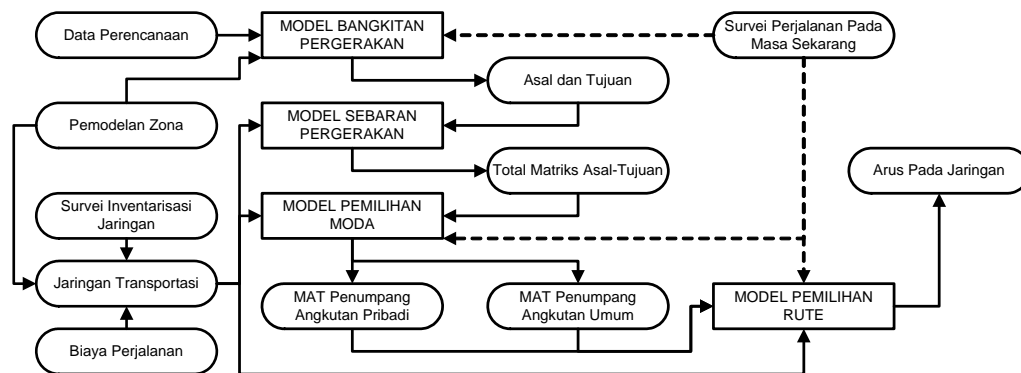 Data Perencanaan
MODEL BANGKITAN
PERGERAKAN
Survei Perjalanan Pada
Masa Sekarang
Asal dan Tujuan
Pemodelan Zona
MODEL SEBARAN
PERGERAKAN
Total Matriks Asal-Tujuan
Arus Pada Jaringan
Survei Inventarisasi
Jaringan
MODEL PEMILIHAN
MODA
Jaringan Transportasi
MAT Penumpang
Angkutan Pribadi
MAT Penumpang
Angkutan Umum
MODEL PEMILIHAN
RUTE
Biaya Perjalanan